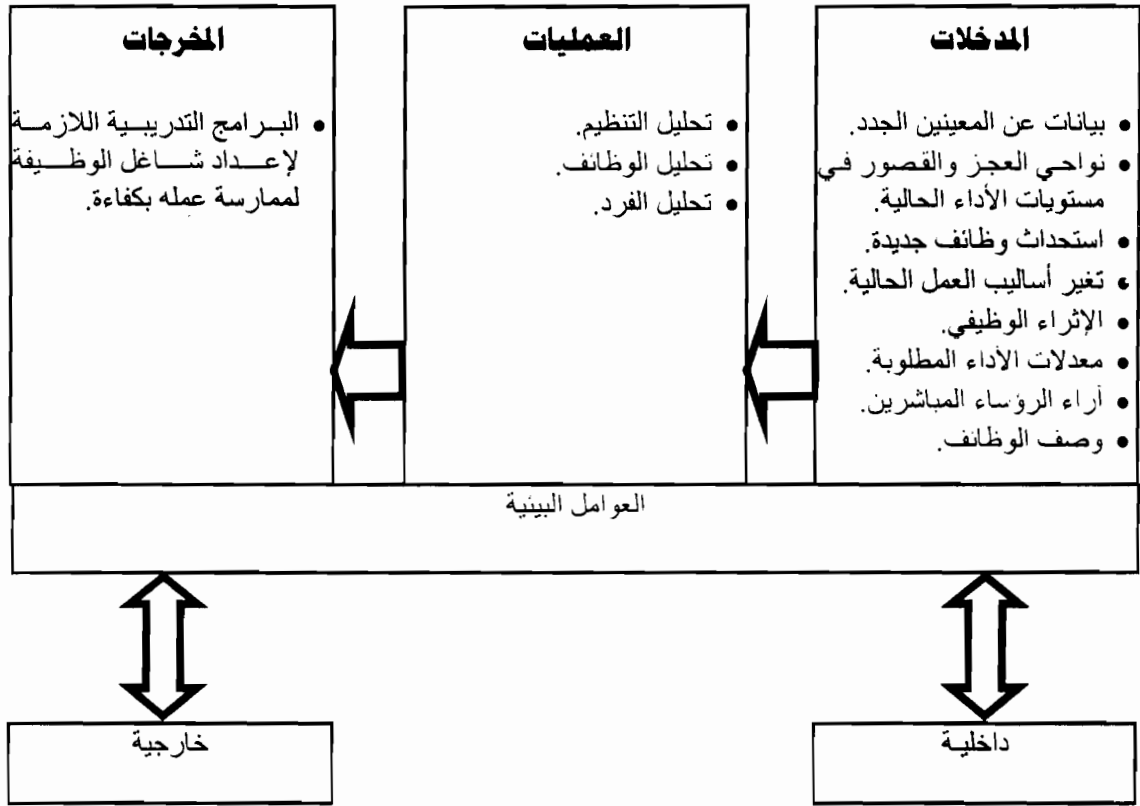 المدخلات
• بيانات عن المعينين الجدد.
• نواحي العجز والقصور في
مستويات الأداء الحالية.
• استحداث وظائف جديدة.
• تغير أساليب العمل الحالية.
• الإثراء الوظيفي.
• معدلات الأداء المطلوبة.
• آراء الرؤساء المباشرين.
• وصف الوظائف.
العمليات
• تحليل التنظيم.
• تحليل الوظائف.
• تحليل الفرد.
المخرجات
• البرامج التدريبية اللازمة
لإعداد شاغل الوظيفة
لممارسة عمله بكفاءة.
العوامل البيئية
داخلية
خارجية